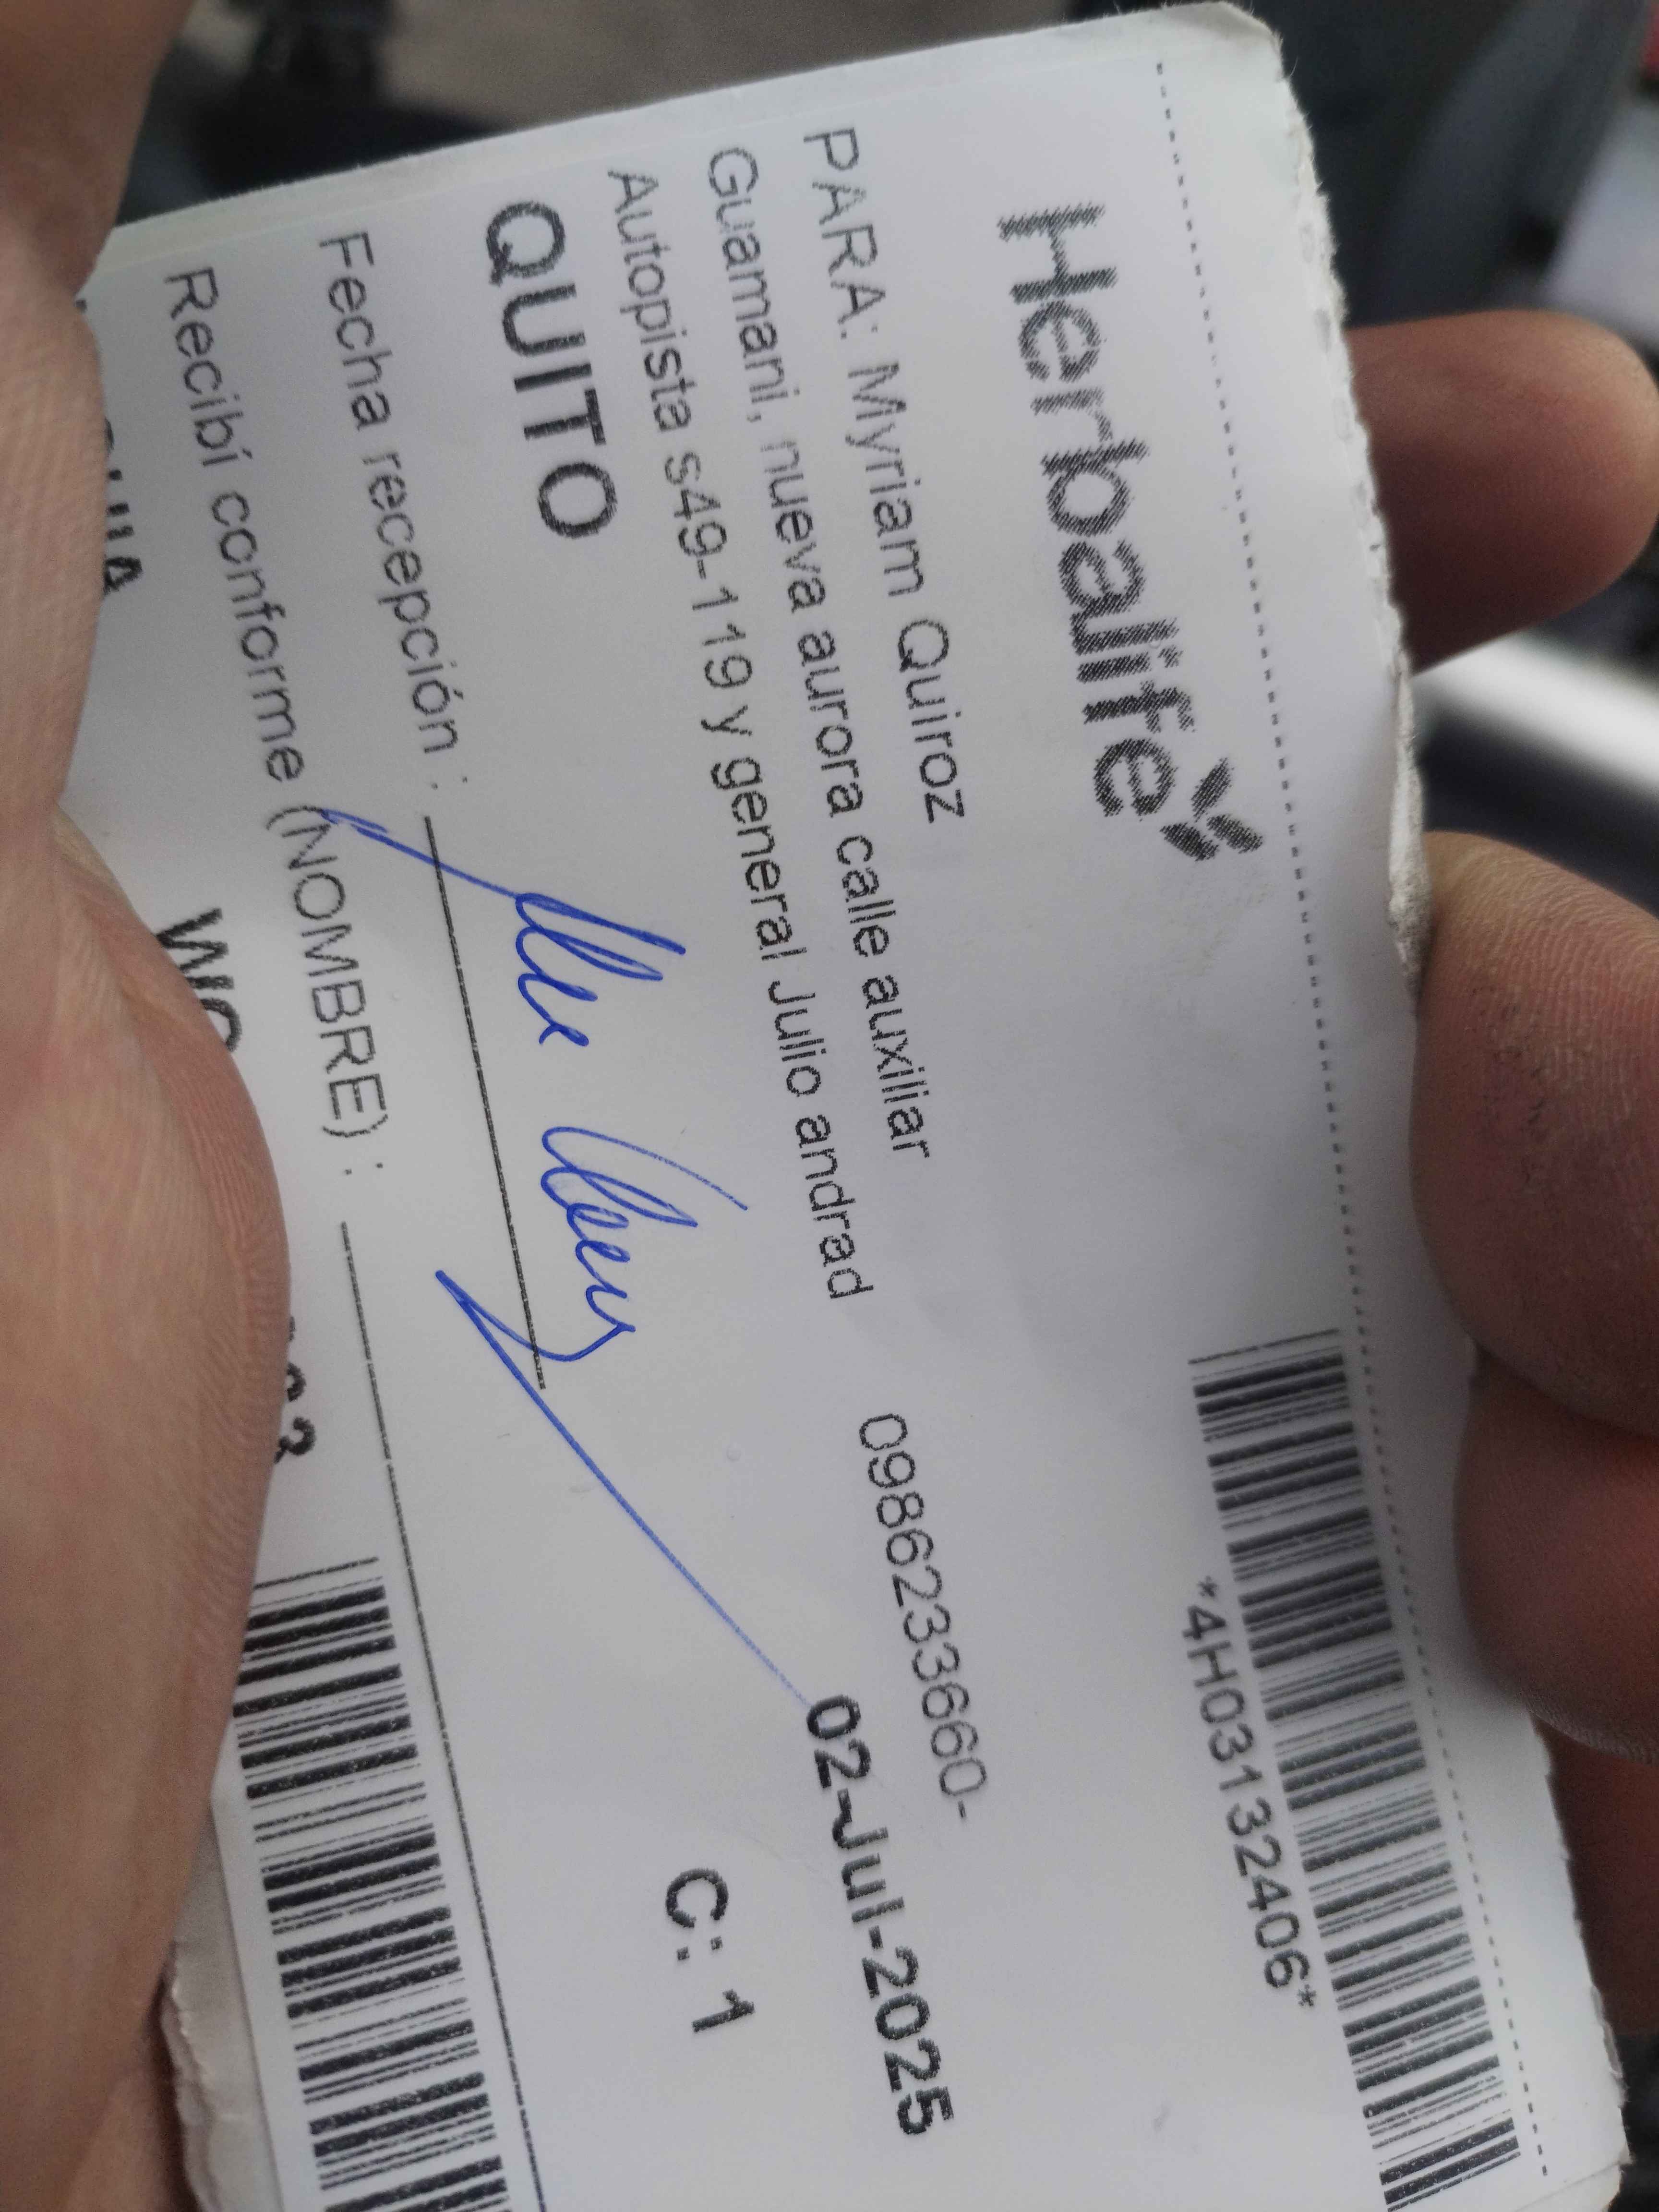 Herbalife
*4H03132406*
PARA: Myriam Quiroz
Guamani, nueva aurora calle auxiliar
0986233660-
Autopista s49-119 y general Julio andrad
02-Jul-2025
QUITO
C: 1
Fecha recepción :
Recibí conforme (NOMBRE) :